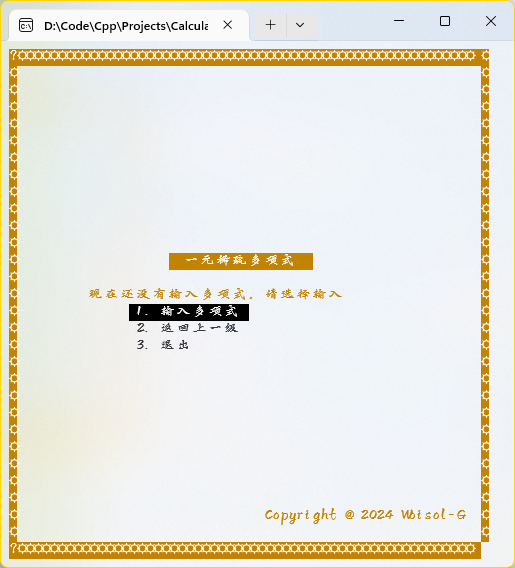 D:\Code\Cpp\Projects\Calcula
一元稀疏多项式
现在还没有输入多项式，请选择输入
1. 输入多项式
2. 返回上一级
3. 退出
Copyright @ 2024 Woisol-G